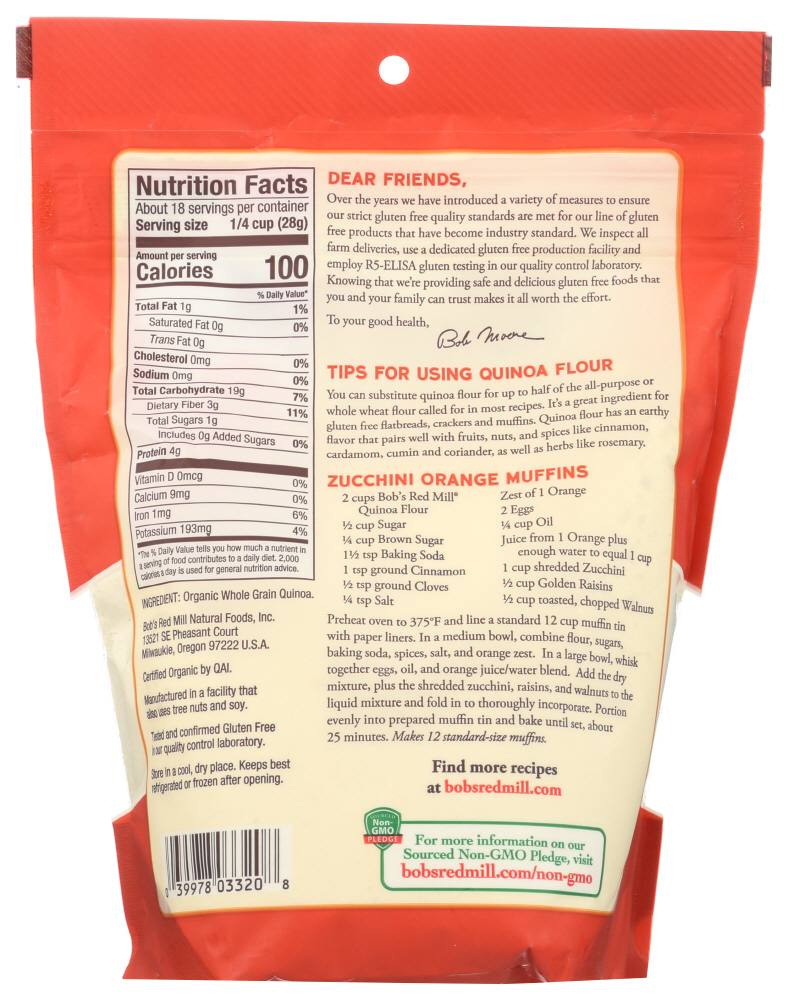 Nutrition Facts
About 18 servings per container
Serving size 1/4 cup (28g)
Amount per serving
Calories 100
% Daily Value*
Total Fat 1g 1%
Saturated Fat 0g 0%
Trans Fat 0g
Cholesterol 0mg 0%
Sodium 0mg 0%
Total Carbohydrate 19g 7%
Dietary Fiber 3g 11%
Total Sugars 1g
Includes 0g Added Sugars 0%
Protein 4g
Vitamin D 0mcg 0%
Calcium 9mg 0%
Iron 1mg 6%
Potassium 193mg 4%
*The % Daily Value tells you how much a nutrient in
a serving of food contributes to a daily diet. 2,000
calories a day is used for general nutrition advice.
INGREDIENT: Organic Whole Grain Quinoa.
Bob's Red Mill Natural Foods, Inc.
13521 SE Pheasant Court
Milwaukie, Oregon 97222 U.S.A.
Certified Organic by QAI.
Manufactured in a facility that
also uses tree nuts and soy.
Tested and confirmed Gluten Free
in our quality control laboratory.
Store in a cool, dry place. Keeps best
refrigerated or frozen after opening.
0 39978 03320 8
DEAR FRIENDS,
Over the years we have introduced a variety of measures to ensure
our strict gluten free quality standards are met for our line of gluten
free products that have become industry standard. We inspect all
farm deliveries, use a dedicated gluten free production facility and
employ R5-ELISA gluten testing in our quality control laboratory.
Knowing that we're providing safe and delicious gluten free foods that
you and your family can trust makes it all worth the effort.
To your good health,
Bob Moore
TIPS FOR USING QUINOA FLOUR
You can substitute quinoa flour for up to half of the all-purpose or
whole wheat flour called for in most recipes. It's a great ingredient for
gluten free flatbreads, crackers and muffins. Quinoa flour has an earthy
flavor that pairs well with fruits, nuts, and spices like cinnamon,
cardamom, cumin and coriander, as well as herbs like rosemary.
ZUCCHINI ORANGE MUFFINS
2 cups Bob's Red Mill®
Quinoa Flour
½ cup Sugar
¼ cup Brown Sugar
1½ tsp Baking Soda
1 tsp ground Cinnamon
½ tsp ground Cloves
¼ tsp Salt
Zest of 1 Orange
2 Eggs
¼ cup Oil
Juice from 1 Orange plus
enough water to equal 1 cup
1 cup shredded Zucchini
½ cup Golden Raisins
½ cup toasted, chopped Walnuts
Preheat oven to 375°F and line a standard 12 cup muffin tin
with paper liners. In a medium bowl, combine flour, sugars,
baking soda, spices, salt, and orange zest. In a large bowl, whisk
together eggs, oil, and orange juice/water blend. Add the dry
mixture, plus the shredded zucchini, raisins, and walnuts to the
liquid mixture and fold in to thoroughly incorporate. Portion
evenly into prepared muffin tin and bake until set, about
25 minutes. Makes 12 standard-size muffins.
Find more recipes
at bobsredmill.com
SOURCED
Non-
GMO
PLEDGE
For more information on our
Sourced Non-GMO Pledge, visit
bobsredmill.com/non-gmo